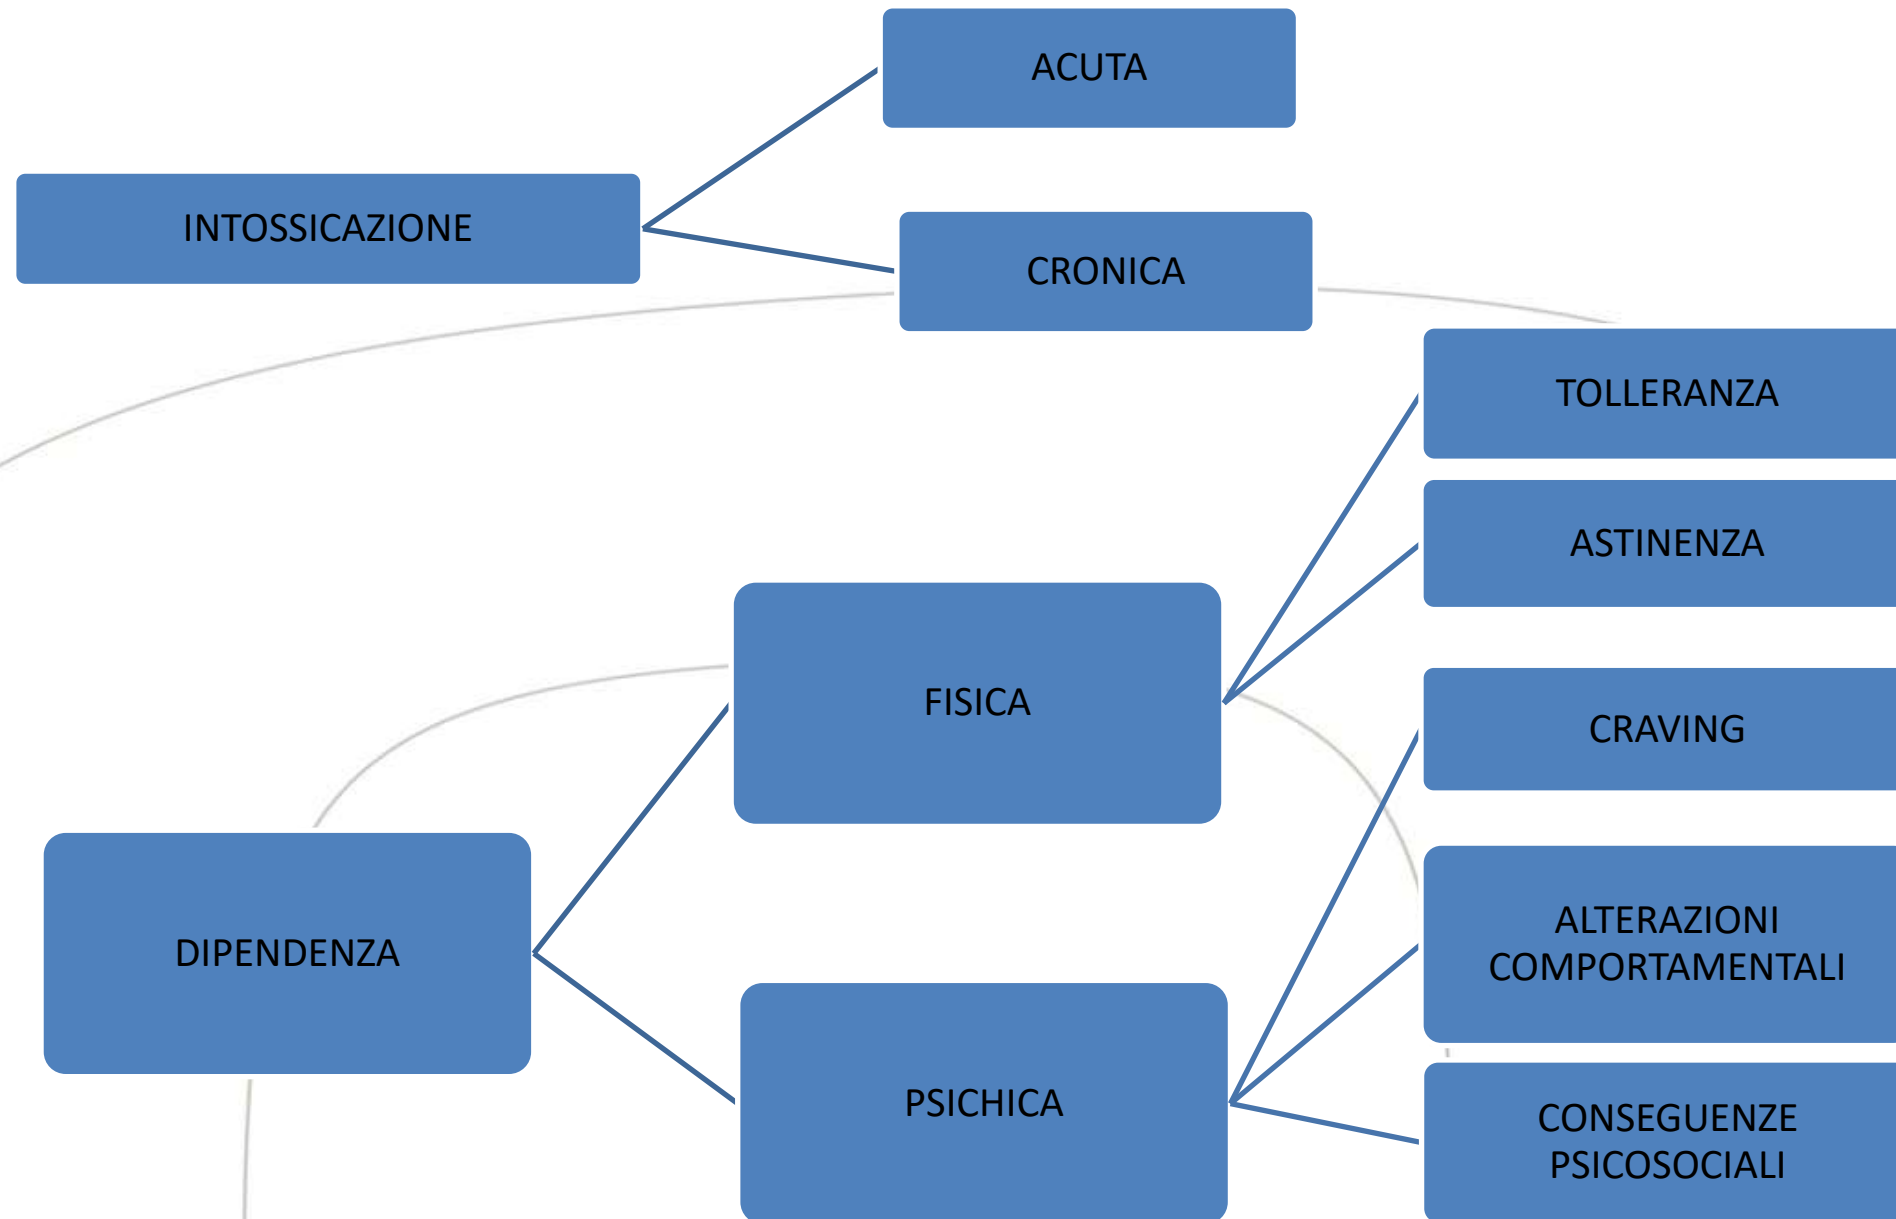 ACUTA
INTOSSICAZIONE
CRONICA
TOLLERANZA
ASTINENZA
FISICA
CRAVING
DIPENDENZA
ALTERAZIONI
COMPORTAMENTALI
PSICHICA
CONSEGUENZE
PSICOSOCIALI